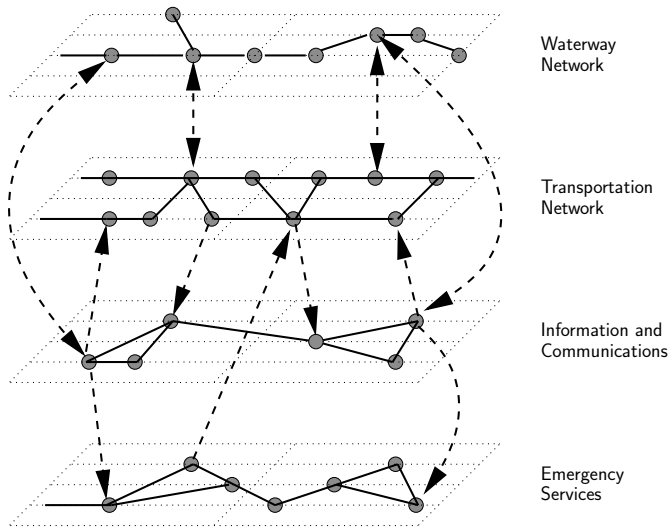 Waterway
Network
Transportation
Network
Information and
Communications
Emergency
Services